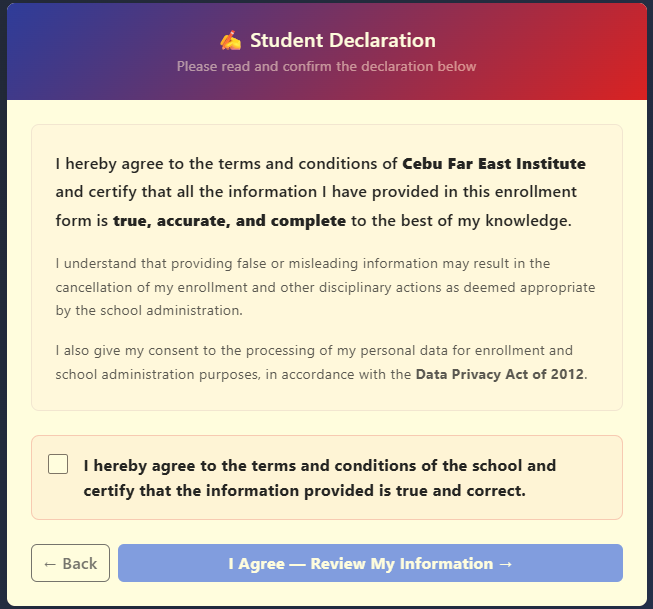 ✍️ Student Declaration
Please read and confirm the declaration below
I hereby agree to the terms and conditions of Cebu Far East Institute
and certify that all the information I have provided in this enrollment
form is true, accurate, and complete to the best of my knowledge.
I understand that providing false or misleading information may result in the
cancellation of my enrollment and other disciplinary actions as deemed appropriate
by the school administration.
I also give my consent to the processing of my personal data for enrollment and
school administration purposes, in accordance with the Data Privacy Act of 2012.
I hereby agree to the terms and conditions of the school and
certify that the information provided is true and correct.
← Back
I Agree — Review My Information →